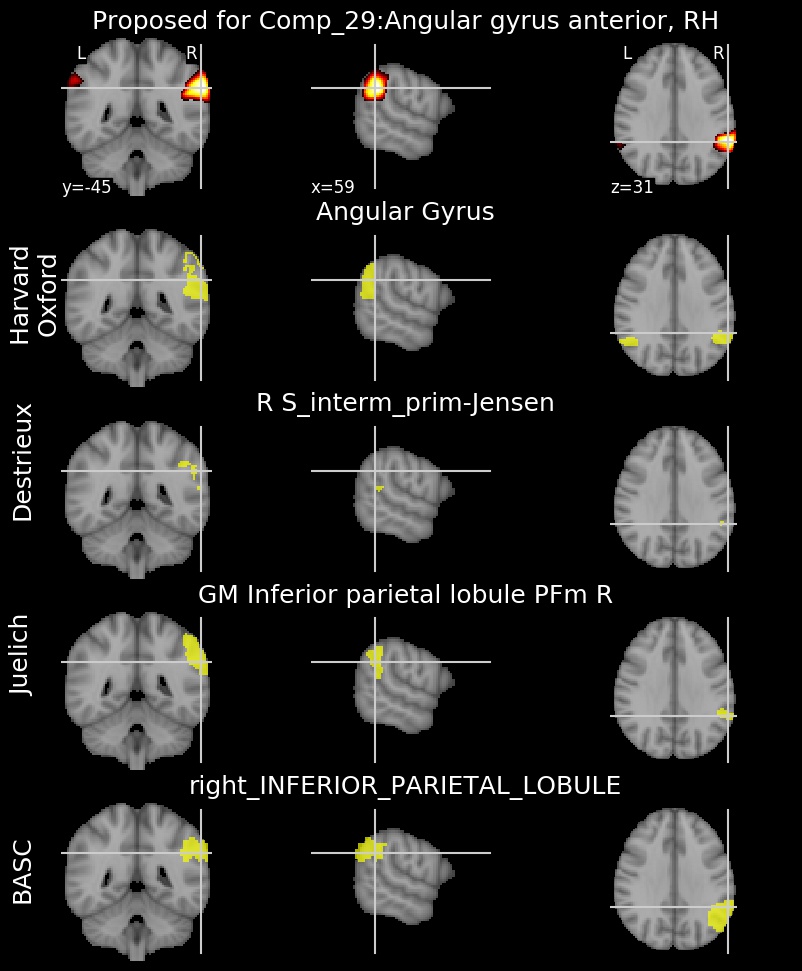 Proposed for Comp_29:Angular gyrus anterior, RH
L R L R
y=-45 x=59 z=31
Angular Gyrus
Harvard
Oxford
R S_interm_prim-Jensen
Destrieux
GM Inferior parietal lobule PFm R
Juelich
right_INFERIOR_PARIETAL_LOBULE
BASC